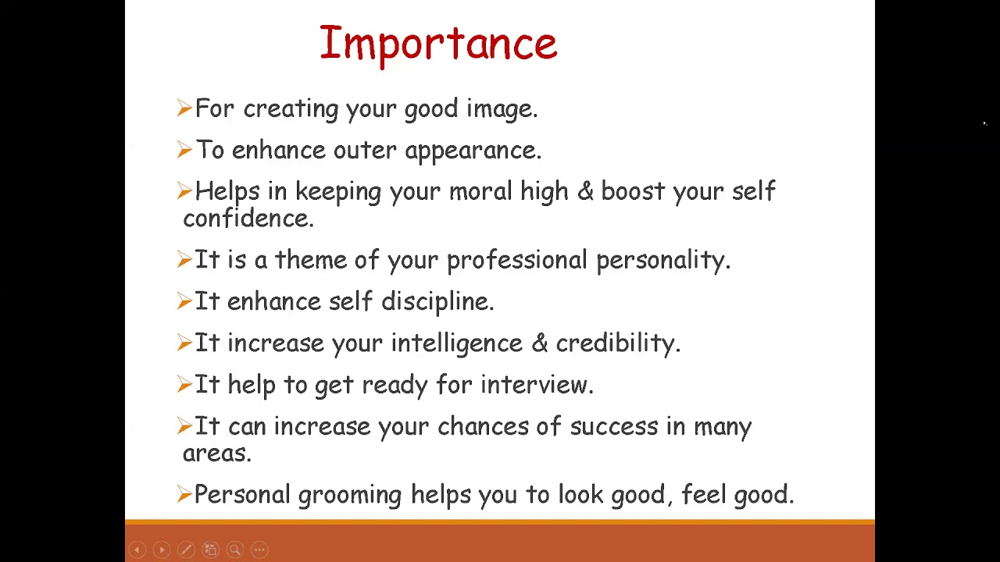 Importance
➢For creating your good image.
➢To enhance outer appearance.
➢Helps in keeping your moral high & boost your self
confidence.
➢It is a theme of your professional personality.
➢It enhance self discipline.
➢It increase your intelligence & credibility.
➢It help to get ready for interview.
➢It can increase your chances of success in many
areas.
➢Personal grooming helps you to look good, feel good.